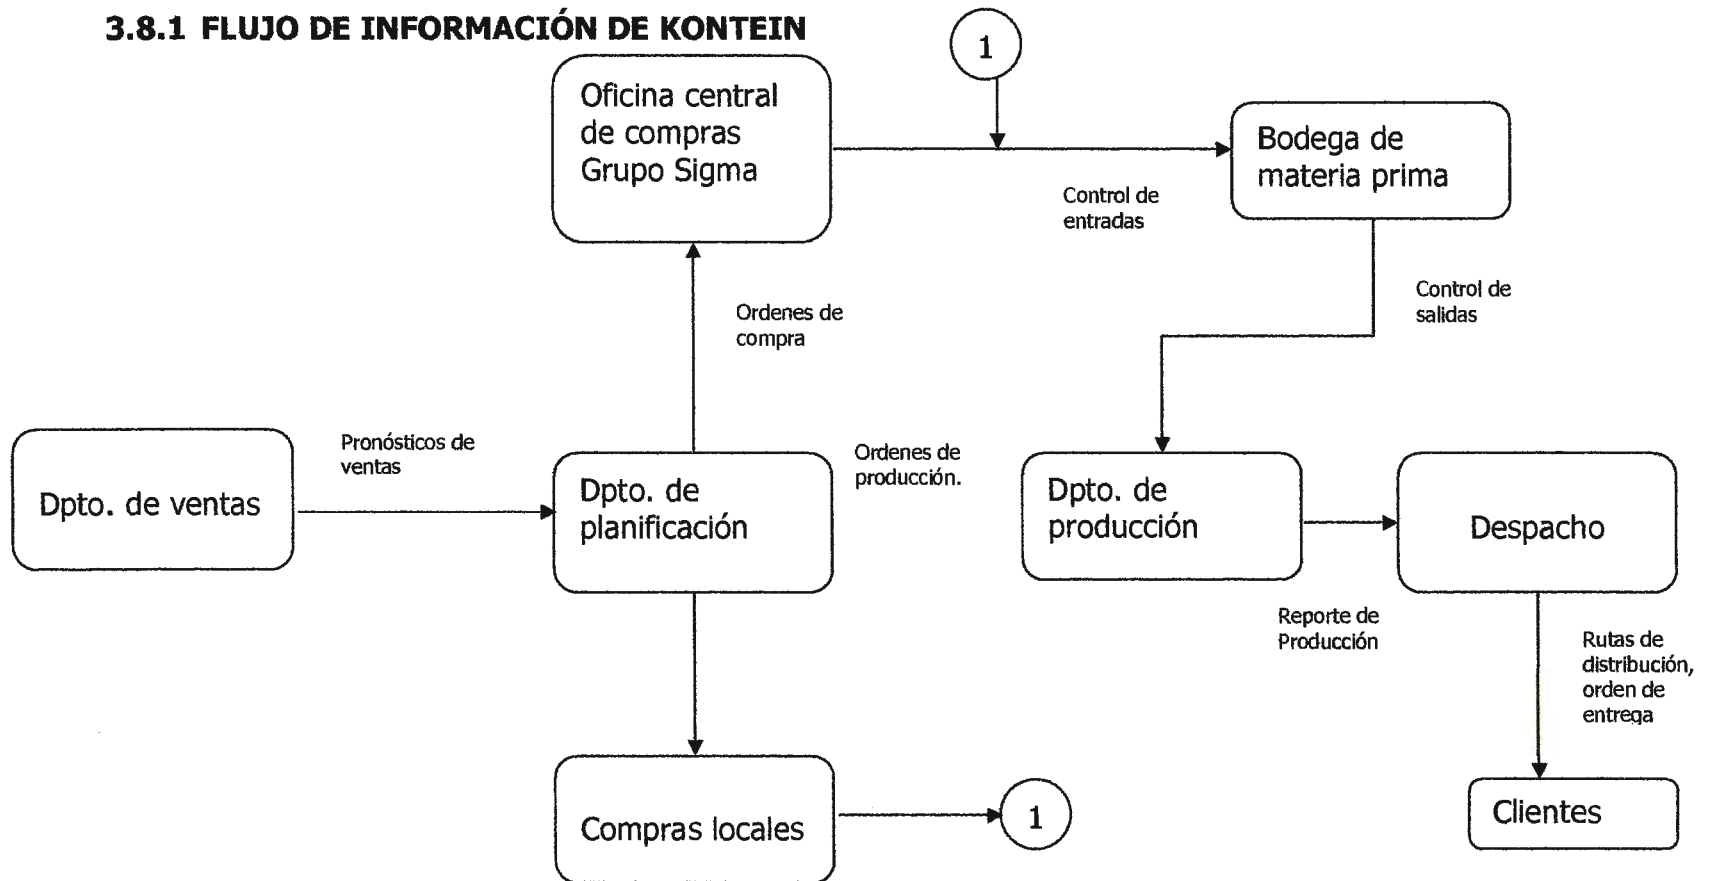 3.8.1 FLUJO DE INFORMACIÓN DE KONTEIN
1
Oficina central
de compras
Grupo Sigma
Bodega de
materia prima
Control de
entradas
Control de
salidas
Ordenes de
compra
Pronósticos de
ventas
Dpto. de ventas
Dpto. de
planificación
Ordenes de
producción.
Dpto. de
producción
Despacho
Reporte de
Producción
Rutas de
distribución,
orden de
entrega
Compras locales
1
Clientes